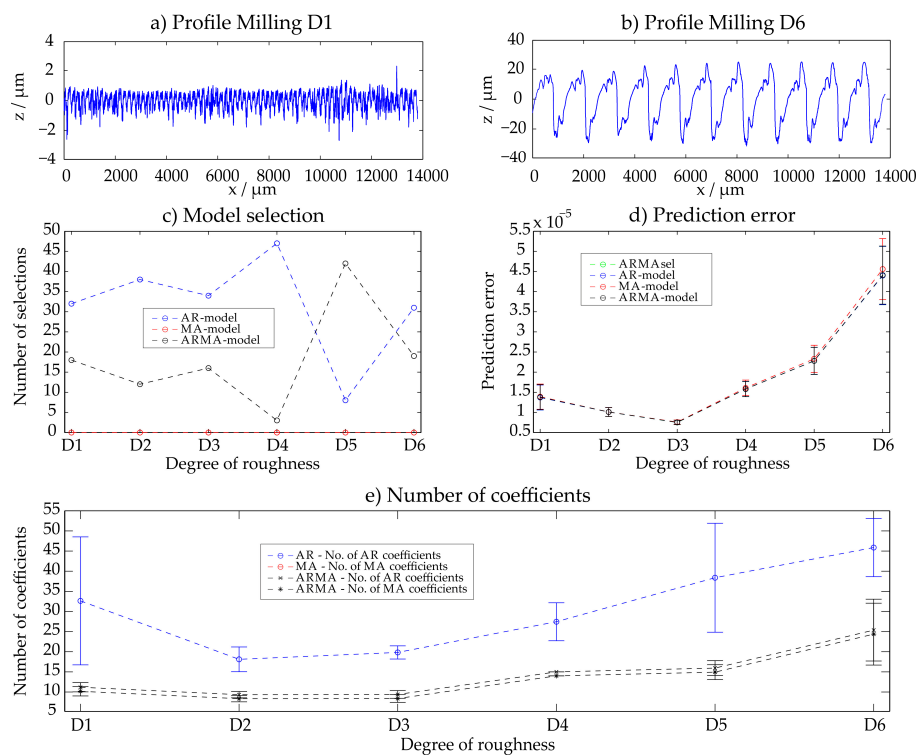 a) Profile Milling D1
z / μm
4
2
0
−2
−4
0 2000 4000 6000 8000 10000 12000 14000
x / μm
b) Profile Milling D6
z / μm
40
20
0
−20
−40
0 2000 4000 6000 8000 10000 12000 14000
x / μm
c) Model selection
Number of selections
50
45
40
35
30
25
20
15
10
5
0
AR-model
MA-model
ARMA-model
D1 D2 D3 D4 D5 D6
Degree of roughness
d) Prediction error
x 10⁻⁵
Prediction error
5.5
4.5
3.5
2.5
1.5
1
0.5
ARMAsel
AR-model
MA-model
ARMA-model
D1 D2 D3 D4 D5 D6
Degree of roughness
e) Number of coefficients
Number of coefficients
55
50
45
40
35
30
25
20
15
10
5
AR - No. of AR coefficients
MA - No. of MA coefficients
ARMA - No. of AR coefficients
ARMA - No. of MA coefficients
D1 D2 D3 D4 D5 D6
Degree of roughness